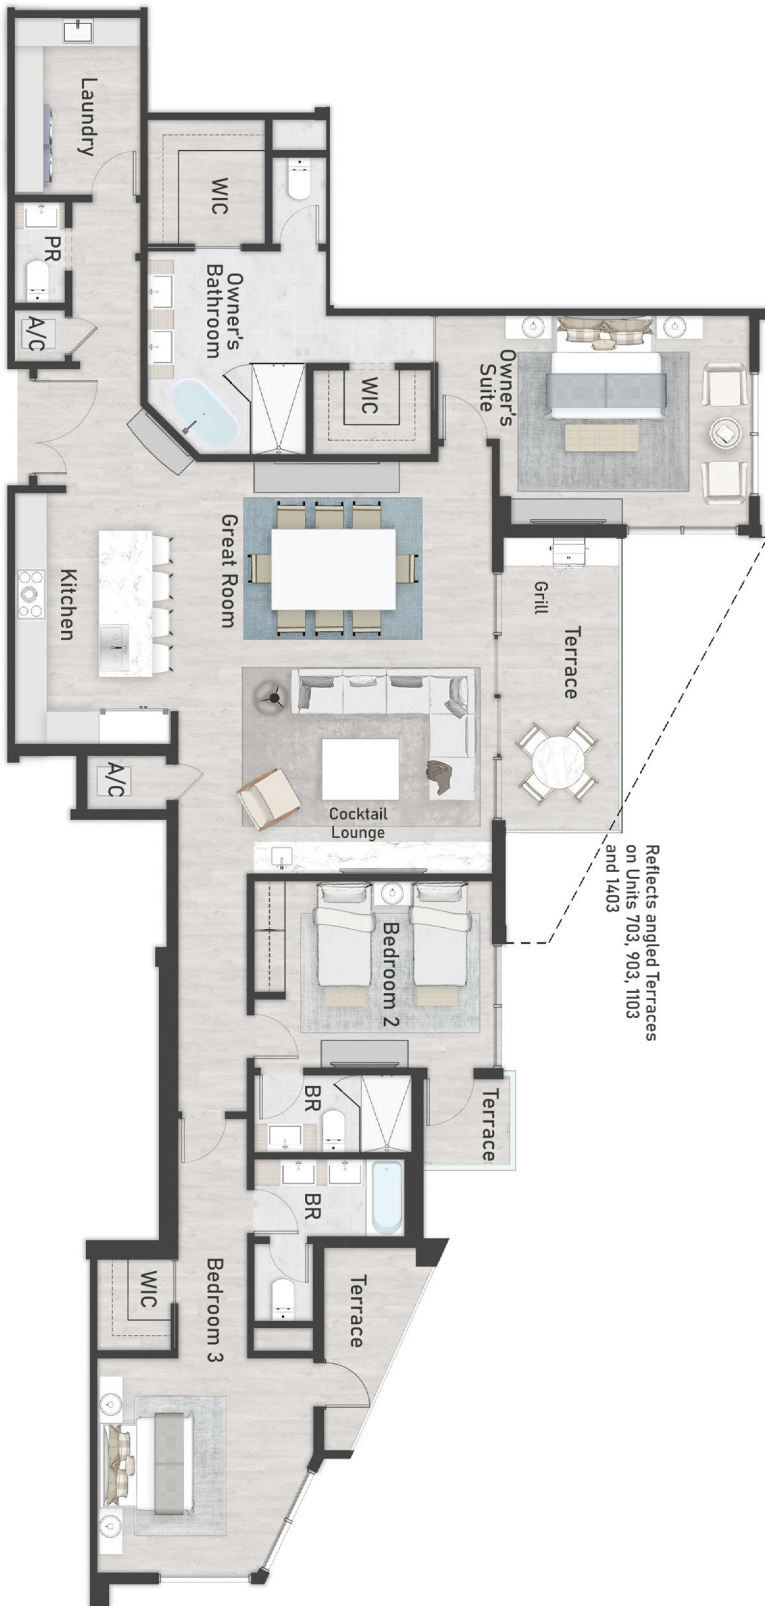 Laundry
WIC
PR
Owner's
Bathroom
A/C
WIC
Owner's
Suite
Great Room
Kitchen
Grill
Terrace
A/C
Cocktail
Lounge
Reflects angled Terraces
on Units 703, 903, 1103
and 1403
Bedroom 2
BR
Terrace
BR
WIC
Bedroom 3
Terrace